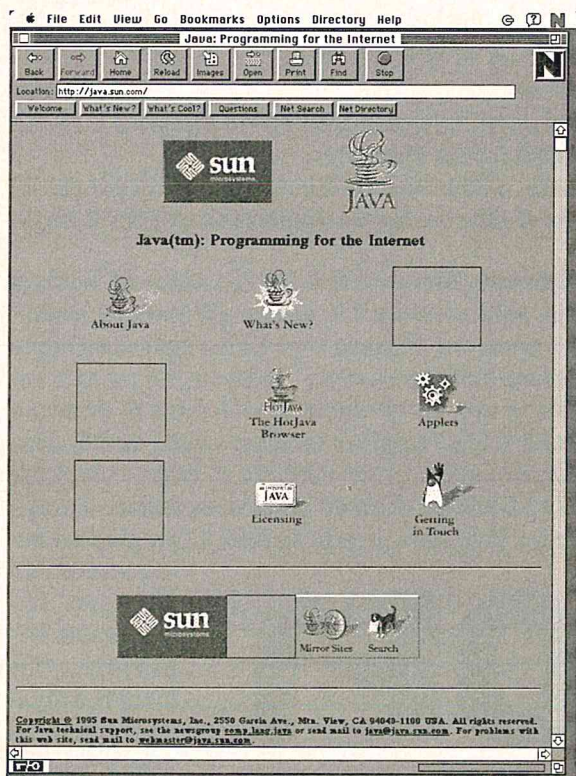 File Edit View Go Bookmarks Options Directory Help
Java: Programming for the Internet
Back Forward Home Reload Images Open Print Find Stop
N
Location: http://java.sun.com/
Welcome What's New? What's Cool? Questions Net Search Net Directory
Sun
microsystems
JAVA
Java(tm): Programming for the Internet
About Java
What's New?
HotJava
The HotJava
Browser
Applets
JAVA
Licensing
Getting
in Touch
Sun
microsystems
Mirror Sites Search
Copyright © 1995 Sun Microsystems, Inc., 2550 Garcia Ave., Mtn. View, CA 94043-1100 USA. All rights reserved.
For Java technical support, see the newsgroup comp.lang.java or send mail to java@java.sun.com. For problems with
this web site, send mail to webmaster@java.sun.com.